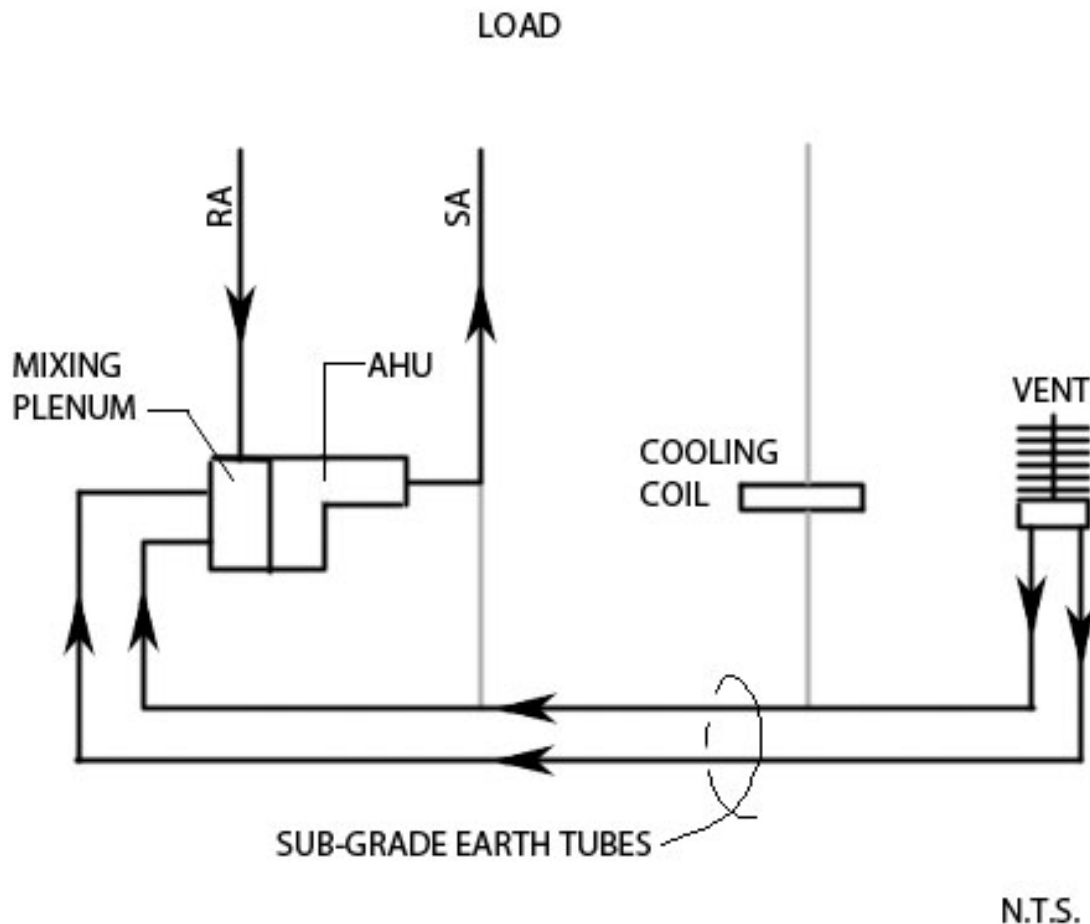 LOAD
RA
SA
MIXING
PLENUM
AHU
VENT
COOLING
COIL
SUB-GRADE EARTH TUBES
N.T.S.